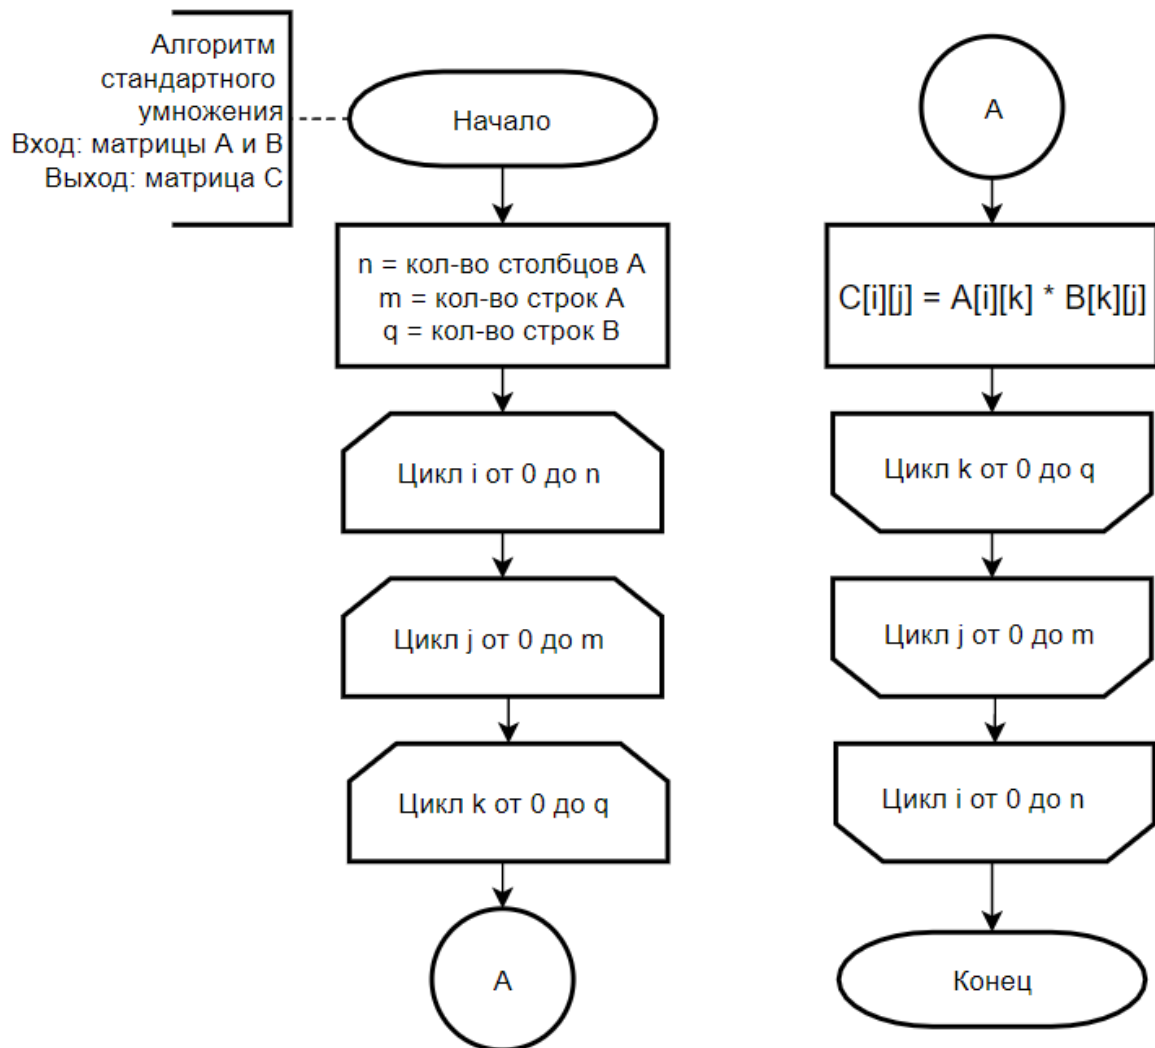 Алгоритм
стандартного
умножения
Вход: матрицы А и В
Выход: матрица С
Начало
n = кол-во столбцов А
m = кол-во строк А
q = кол-во строк В
Цикл i от 0 до n
Цикл j от 0 до m
Цикл k от 0 до q
А
А
C[i][j] = A[i][k] * B[k][j]
Цикл k от 0 до q
Цикл j от 0 до m
Цикл i от 0 до n
Конец